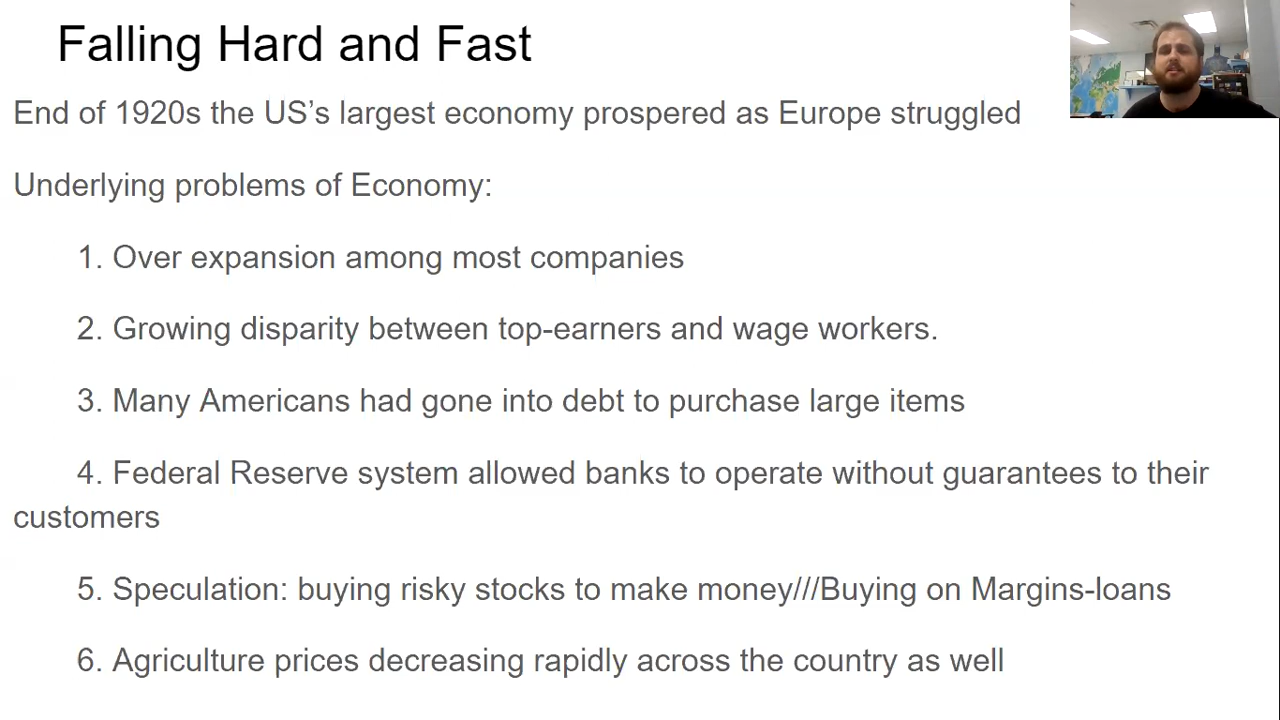 Falling Hard and Fast
End of 1920s the US’s largest economy prospered as Europe struggled
Underlying problems of Economy:
1. Over expansion among most companies
2. Growing disparity between top-earners and wage workers.
3. Many Americans had gone into debt to purchase large items
4. Federal Reserve system allowed banks to operate without guarantees to their
customers
5. Speculation: buying risky stocks to make money///Buying on Margins-loans
6. Agriculture prices decreasing rapidly across the country as well